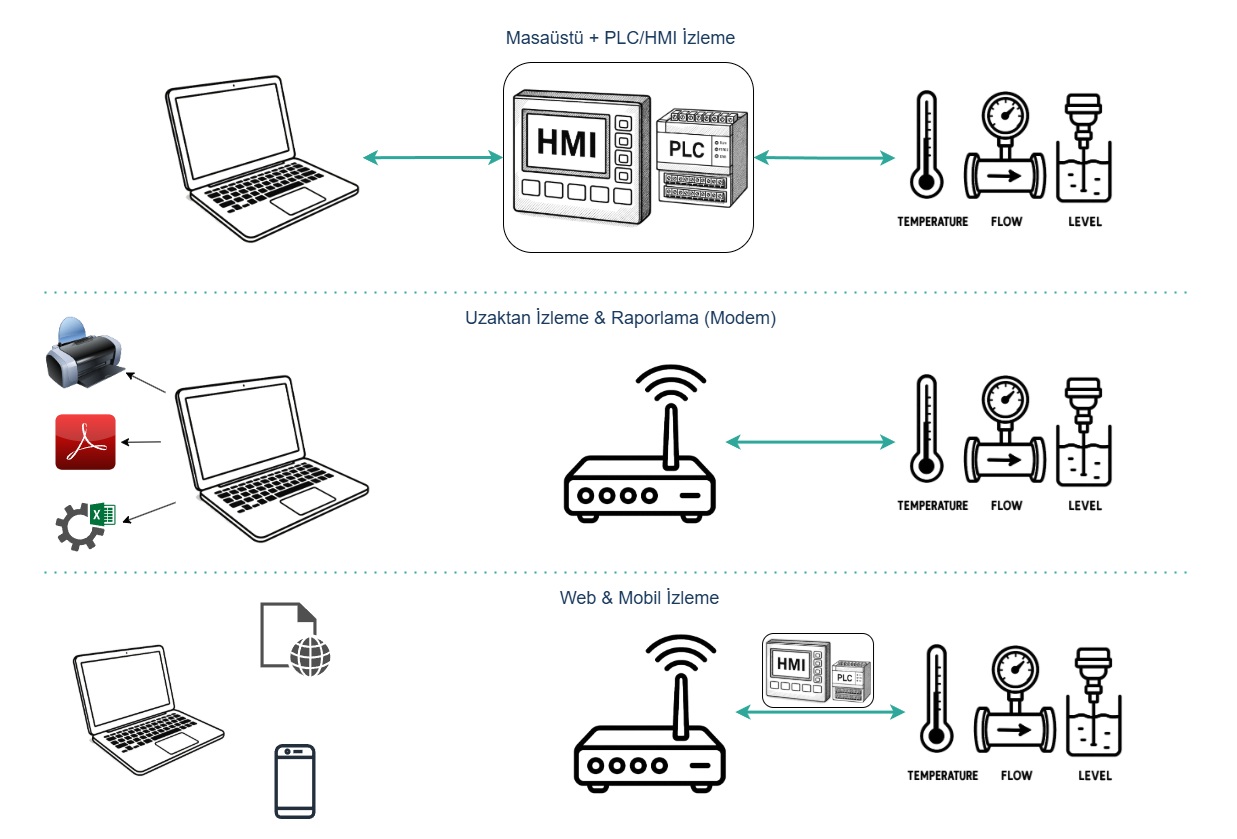 Masaüstü + PLC/HMI İzleme
HMI
PLC
TEMPERATURE FLOW LEVEL
Uzaktan İzleme & Raporlama (Modem)
X
TEMPERATURE FLOW LEVEL
Web & Mobil İzleme
HMI
PLC
TEMPERATURE FLOW LEVEL